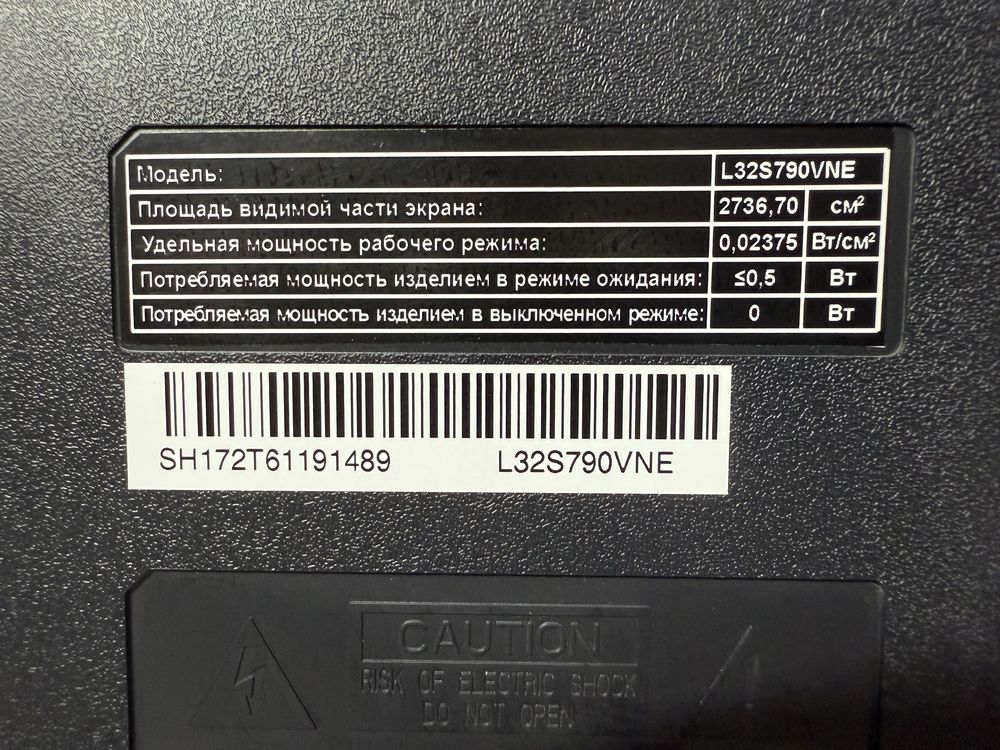 Модель: L32S790VNE
Площадь видимой части экрана: 2736,70 см²
Удельная мощность рабочего режима: 0,02375 Вт/см²
Потребляемая мощность изделием в режиме ожидания: ≤0,5 Вт
Потребляемая мощность изделием в выключенном режиме: 0 Вт
SH172T61191489 L32S790VNE
CAUTION
RISK OF ELECTRIC SHOCK
DO NOT OPEN